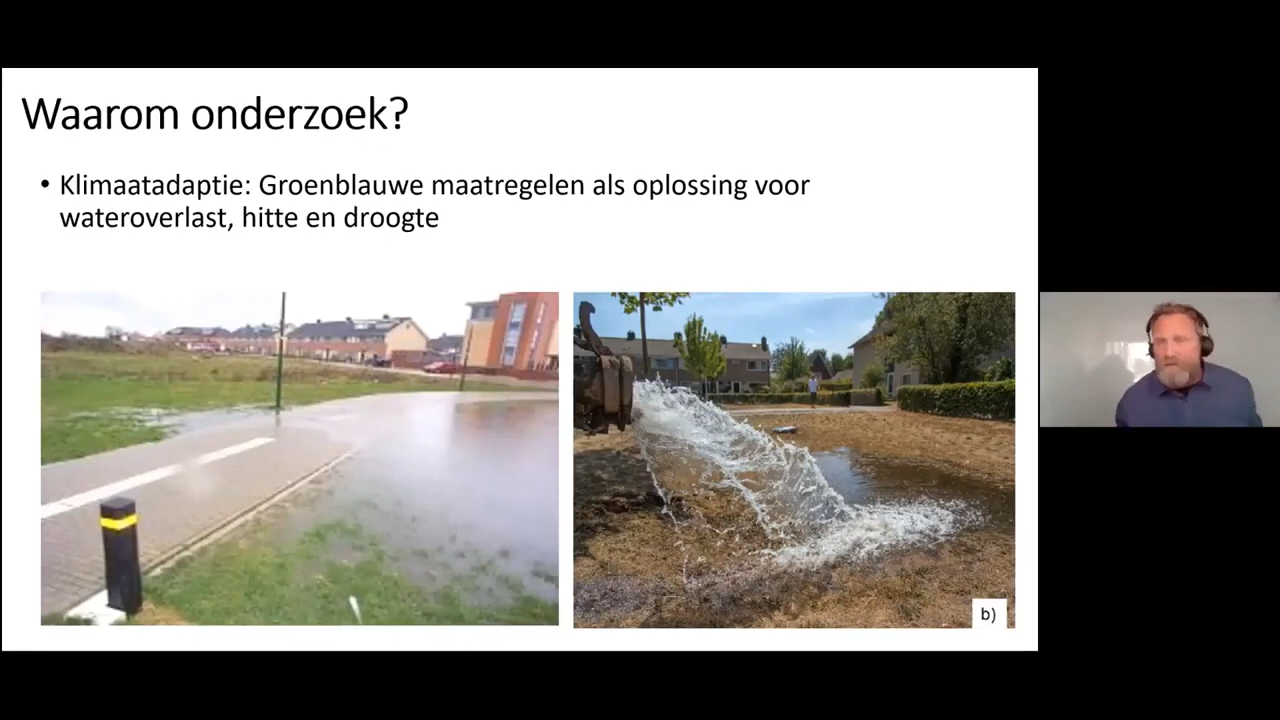 Waarom onderzoek?
• Klimaatadaptie: Groenblauwe maatregelen als oplossing voor
wateroverlast, hitte en droogte
b)